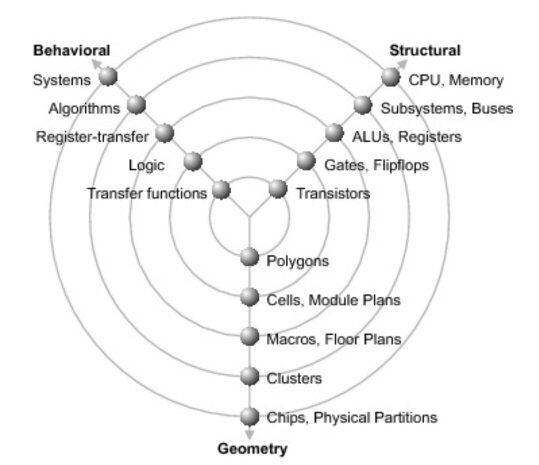 Behavioral
Structural
Systems
CPU, Memory
Algorithms
Subsystems, Buses
Register-transfer
ALUs, Registers
Logic
Gates, Flipflops
Transfer functions
Transistors
Polygons
Cells, Module Plans
Macros, Floor Plans
Clusters
Chips, Physical Partitions
Geometry